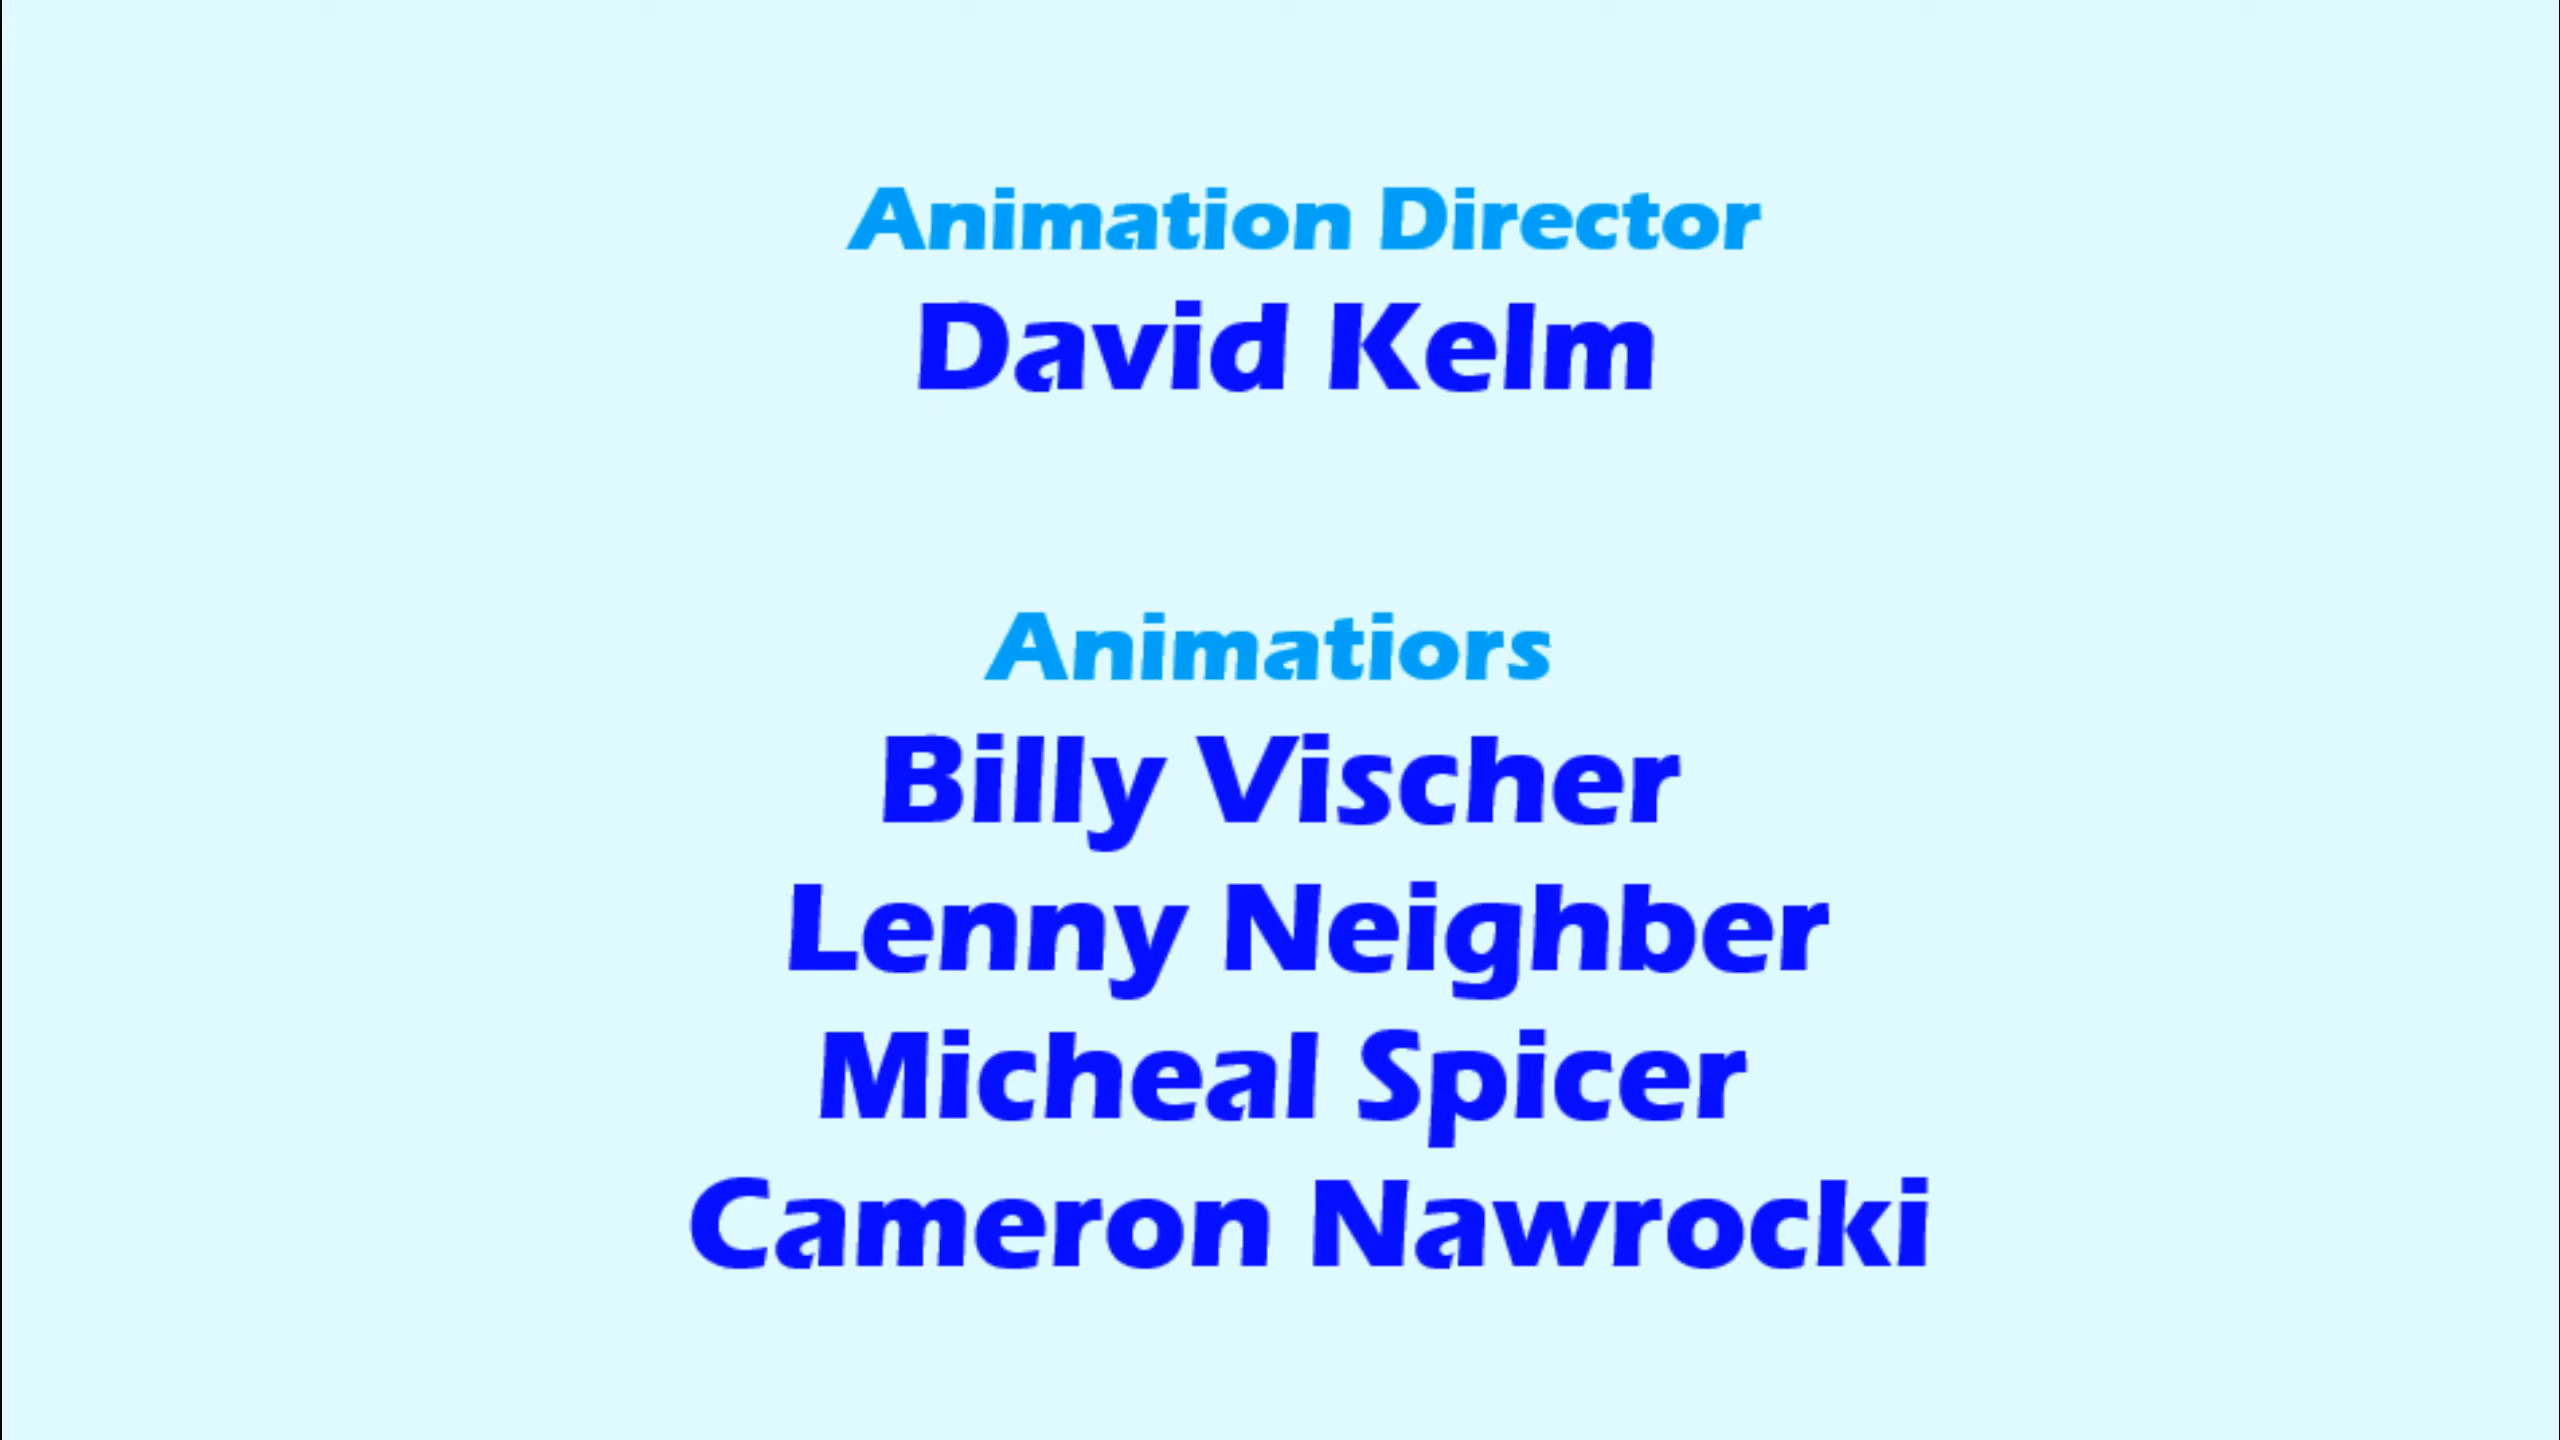 Animation Director
David Kelm
Animatiors
Billy Vischer
Lenny Neighber
Micheal Spicer
Cameron Nawrocki